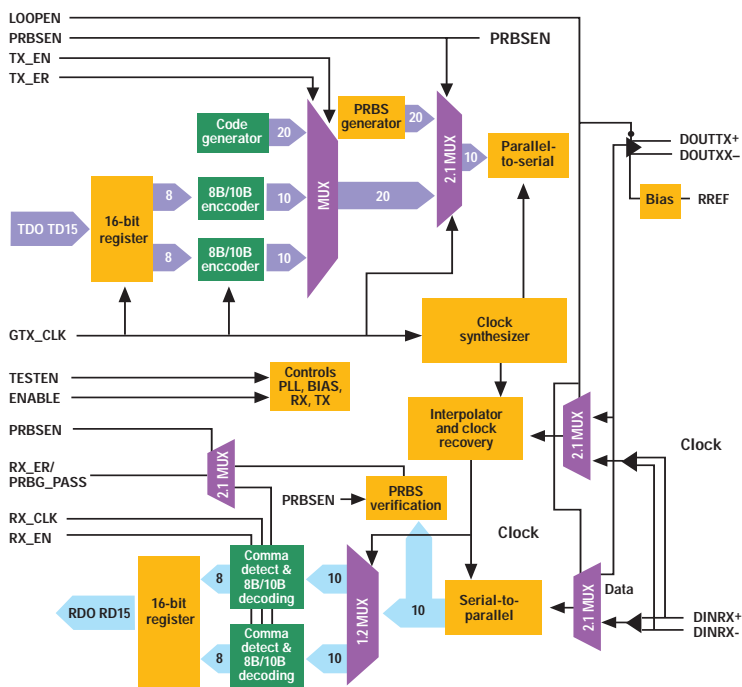 LOOPEN
PRBSEN
PRBSEN
TX_EN
TX_ER
Code
generator
20
PRBS
generator
20
2.1 MUX
10
Parallel-
to-serial
DOUTTX+
DOUTXX–
Bias
RREF
TDO TD15
16-bit
register
8
8B/10B
enccoder
10
MUX
20
8
8B/10B
enccoder
10
GTX_CLK
Clock
synthesizer
TESTEN
ENABLE
Controls
PLL, BIAS,
RX, TX
Interpolator
and clock
recovery
2.1 MUX
Clock
PRBSEN
RX_ER/
PRBG_PASS
2.1 MUX
PRBSEN
PRBS
verification
RX_CLK
RX_EN
Clock
RDO RD15
16-bit
register
8
Comma
detect &
8B/10B
decoding
10
1.2 MUX
10
Serial-to-
parallel
2.1 MUX
Data
DINRX+
DINRX-
8
Comma
detect &
8B/10B
decoding
10